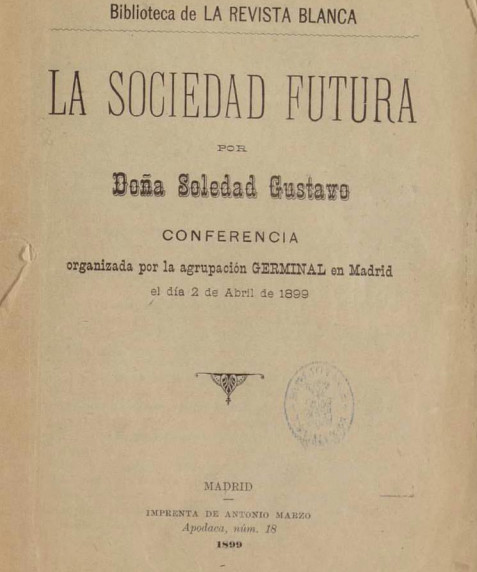 Biblioteca de LA REVISTA BLANCA
LA SOCIEDAD FUTURA
POR
Doña Soledad Gustavo
CONFERENCIA
organizada por la agrupación GERMINAL en Madrid
el día 2 de Abril de 1899
MADRID
IMPRENTA DE ANTONIO MARZO
Apodaca, núm. 18
1899